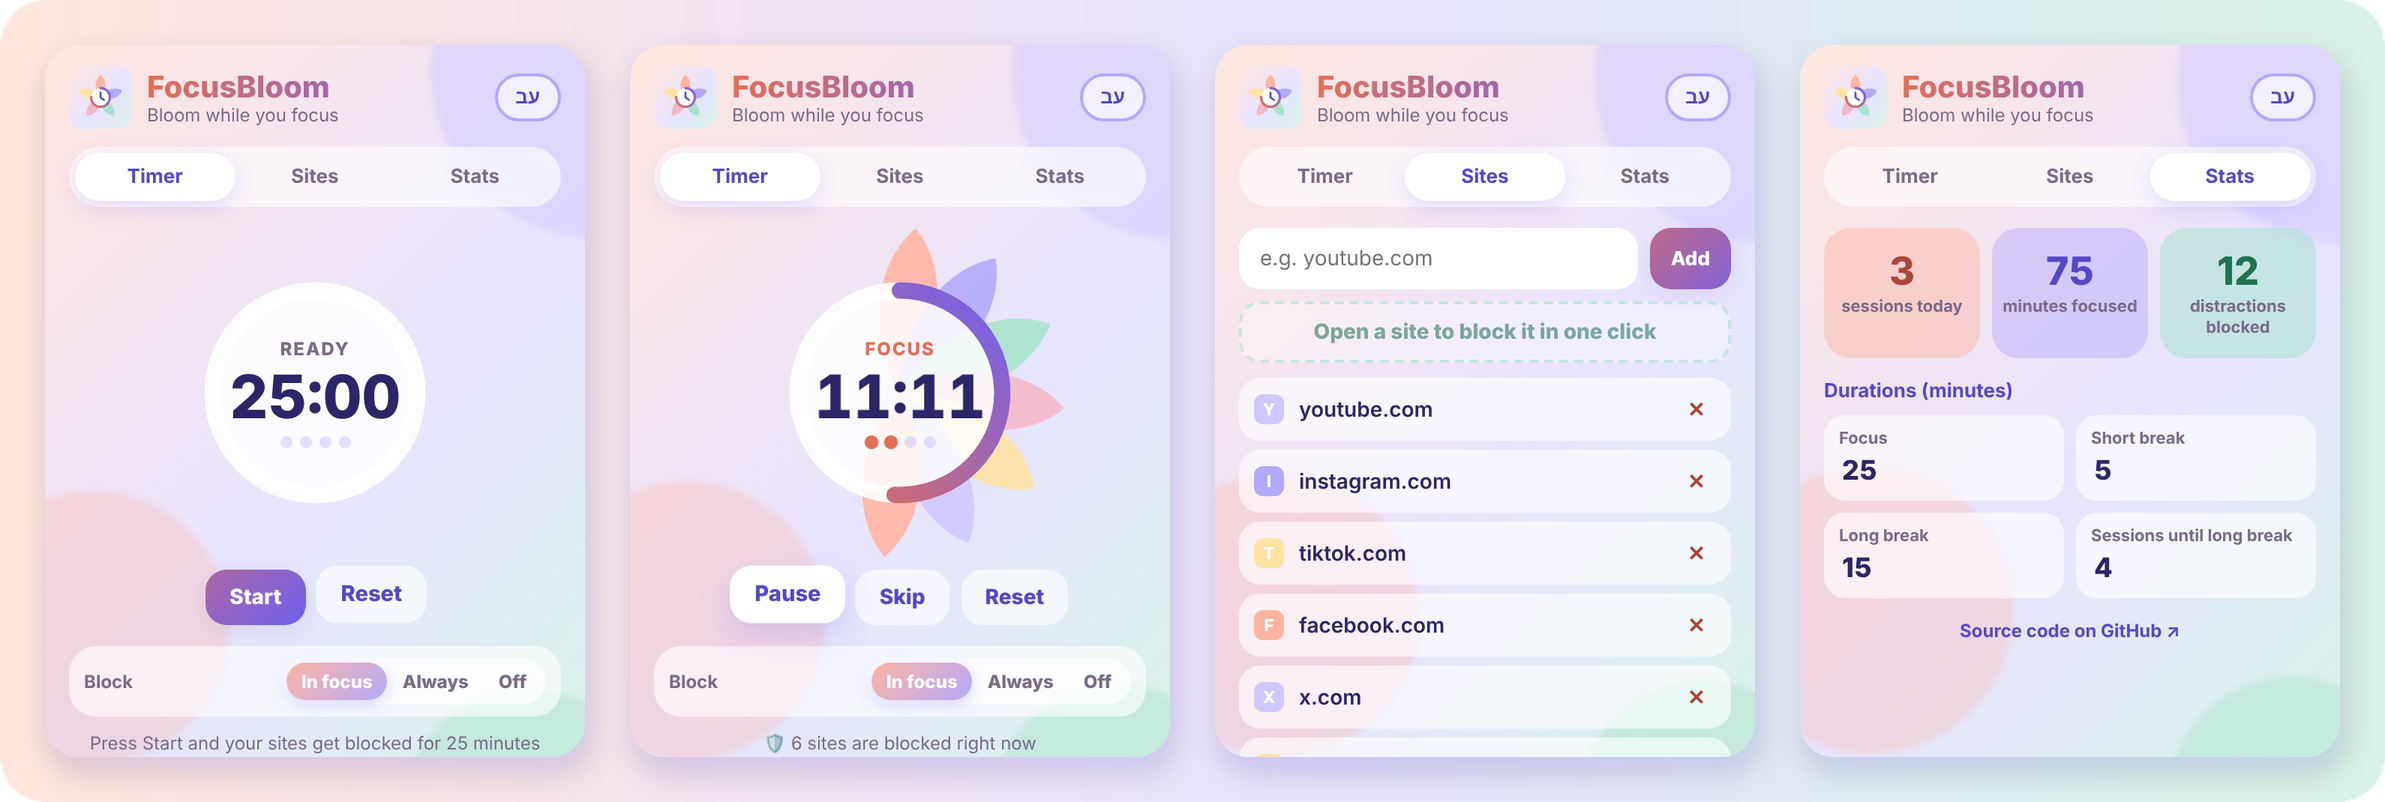 FocusBloom
Bloom while you focus
עב
Timer
Sites
Stats
READY
25:00
Start
Reset
Block
In focus
Always
Off
Press Start and your sites get blocked for 25 minutes
FocusBloom
Bloom while you focus
עב
Timer
Sites
Stats
FOCUS
11:11
Pause
Skip
Reset
Block
In focus
Always
Off
🛡️ 6 sites are blocked right now
FocusBloom
Bloom while you focus
עב
Timer
Sites
Stats
e.g. youtube.com
Add
Open a site to block it in one click
Y youtube.com ✕
I instagram.com ✕
T tiktok.com ✕
F facebook.com ✕
X x.com ✕
FocusBloom
Bloom while you focus
עב
Timer
Sites
Stats
3
sessions today
75
minutes focused
12
distractions
blocked
Durations (minutes)
Focus
25
Short break
5
Long break
15
Sessions until long break
4
Source code on GitHub ↗